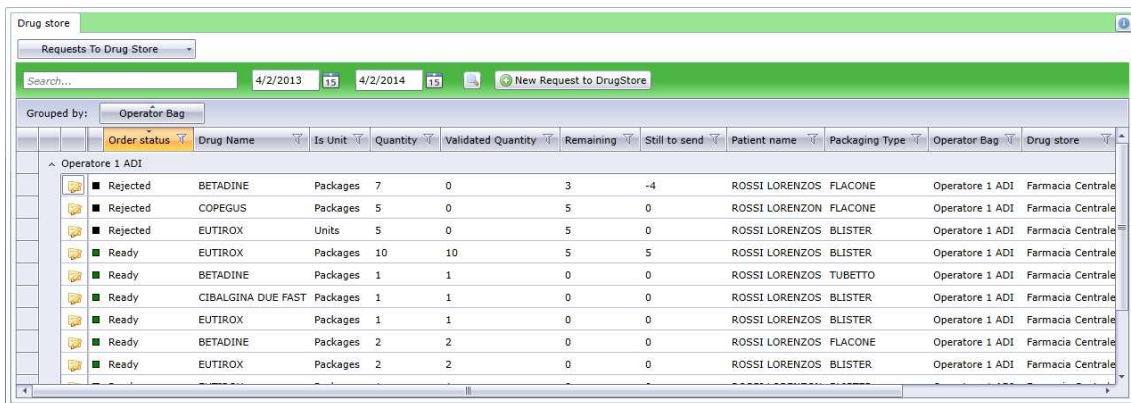 Drug store
Requests To Drug Store
Search... 4/2/2013 15 4/2/2014 15 New Request to DrugStore
Grouped by: Operator Bag
Order status Drug Name Is Unit Quantity Validated Quantity Remaining Still to send Patient name Packaging Type Operator Bag Drug store
Operatore 1 ADI
Rejected BETADINE Packages 7 0 3 -4 ROSSI LORENZOS FLACONE Operatore 1 ADI Farmacia Centrale
Rejected COPEGUS Packages 5 0 5 0 ROSSI LORENZON FLACONE Operatore 1 ADI Farmacia Centrale
Rejected EUTIROX Units 5 0 5 0 ROSSI LORENZOS BLISTER Operatore 1 ADI Farmacia Centrale
Ready EUTIROX Packages 10 10 5 5 ROSSI LORENZOS BLISTER Operatore 1 ADI Farmacia Centrale
Ready BETADINE Packages 1 1 0 0 ROSSI LORENZOS TUBETTO Operatore 1 ADI Farmacia Centrale
Ready CIBALGINA DUE FAST Packages 1 1 0 0 ROSSI LORENZOS BLISTER Operatore 1 ADI Farmacia Centrale
Ready EUTIROX Packages 1 1 0 0 ROSSI LORENZOS BLISTER Operatore 1 ADI Farmacia Centrale
Ready BETADINE Packages 2 2 0 0 ROSSI LORENZOS FLACONE Operatore 1 ADI Farmacia Centrale
Ready EUTIROX Packages 2 2 0 0 ROSSI LORENZOS BLISTER Operatore 1 ADI Farmacia Centrale